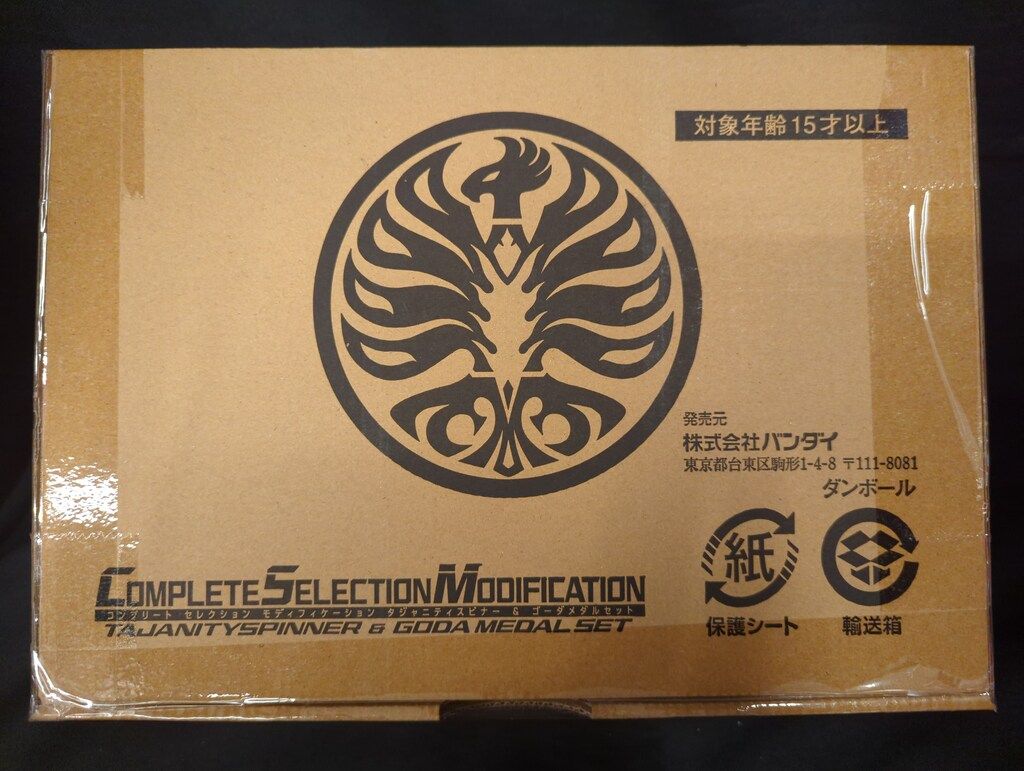 対象年齢15才以上
発売元
株式会社バンダイ
東京都台東区駒形1-4-8 〒111-8081
ダンボール
紙
保護シート
輸送箱
COMPLETE SELECTION MODIFICATION
コンプリート セレクション モディフィケーション タジャニティスピナー & ゴーダメダルセット
TAJANITYSPINNER & GODA MEDAL SET